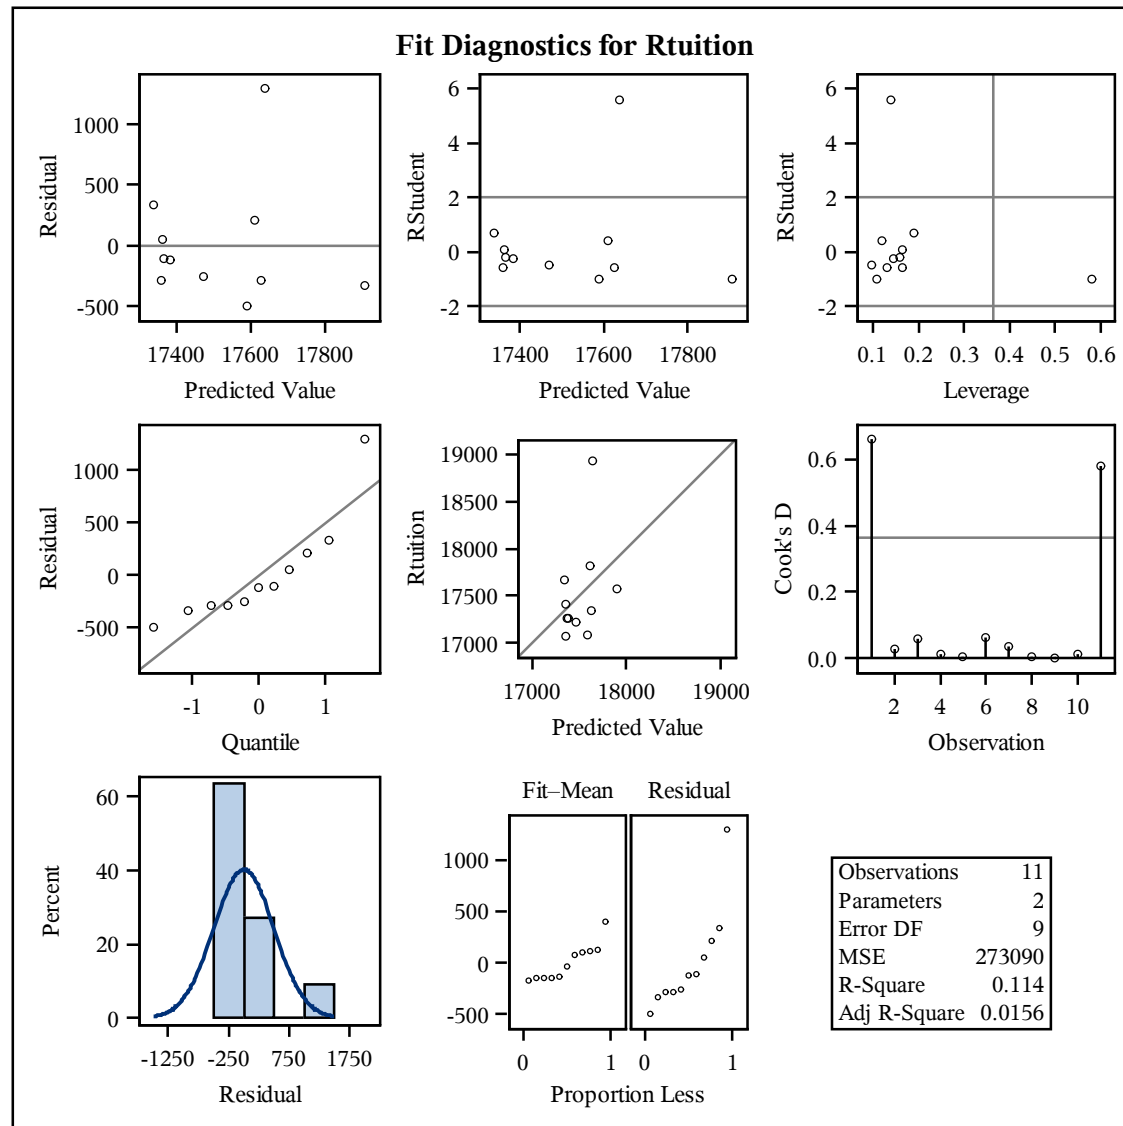 Fit Diagnostics for Rtuition
1000
500
0
-500
Residual
17400 17600 17800
Predicted Value
6
4
2
0
-2
RStudent
17400 17600 17800
Predicted Value
6
4
2
0
-2
RStudent
0.1 0.2 0.3 0.4 0.5 0.6
Leverage
1000
500
0
-500
Residual
-1 0 1
Quantile
19000
18500
18000
17500
17000
Rtuition
17000 18000 19000
Predicted Value
0.6
0.4
0.2
0.0
Cook's D
2 4 6 8 10
Observation
60
40
20
0
Percent
-1250 -250 750 1750
Residual
Fit–Mean Residual
1000
500
0
-500
0 1 0 1
Proportion Less
Observations 11
Parameters 2
Error DF 9
MSE 273090
R-Square 0.114
Adj R-Square 0.0156